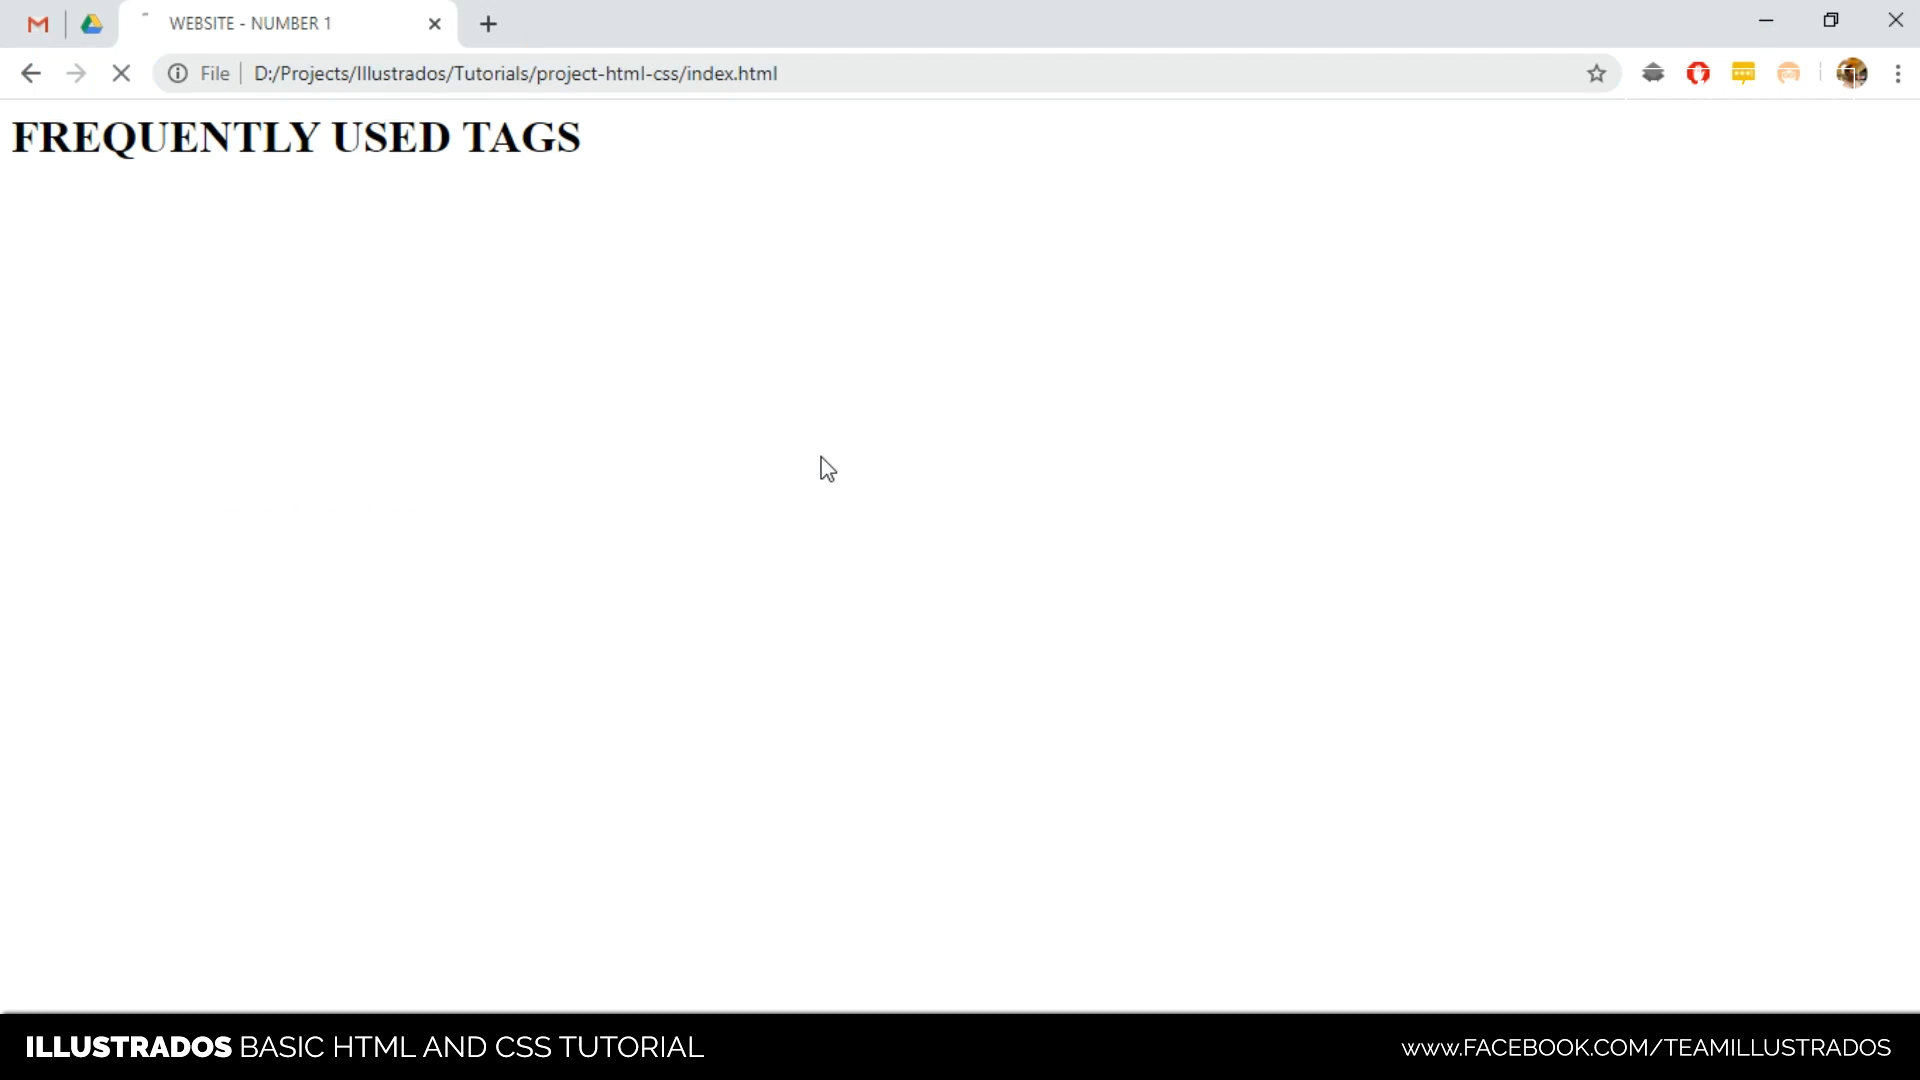 WEBSITE - NUMBER 1
File
D:/Projects/Illustrados/Tutorials/project-html-css/index.html
FREQUENTLY USED TAGS
ILLUSTRADOS BASIC HTML AND CSS TUTORIAL
www.FACEBOOK.COM/TEAMILLUSTRADOS